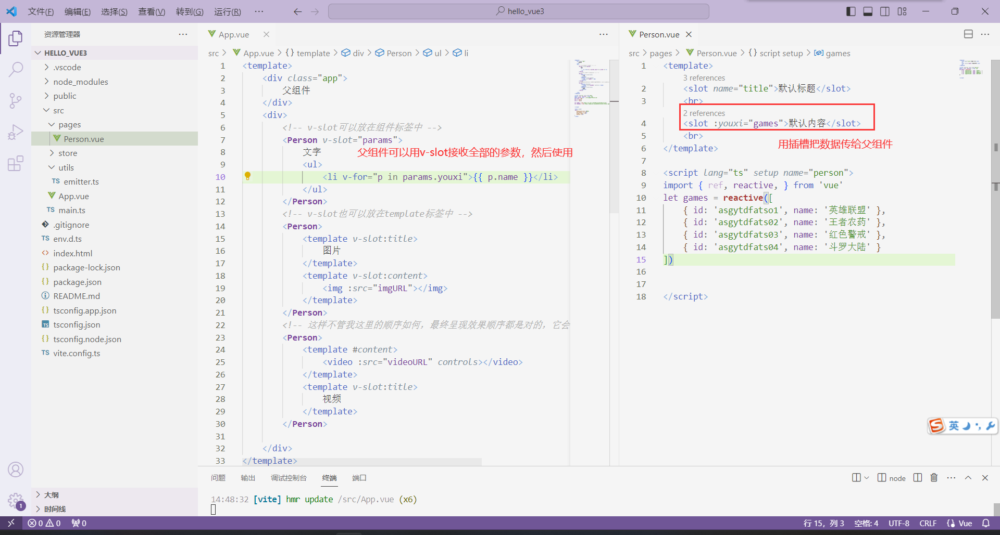 文件(F) 编辑(E) 选择(S) 查看(V) 转到(G) 运行(R) ··· hello_vue3
资源管理器 ···
HELLO_VUE3
.vscode
node_modules
public
src
pages
Person.vue
store
utils
TS emitter.ts
App.vue
TS main.ts
.gitignore
TS env.d.ts
<> index.html
{} package-lock.json
{} package.json
README.md
{} tsconfig.app.json
TS tsconfig.json
{} tsconfig.node.json
TS vite.config.ts
大纲
时间线
1
App.vue ···
src > App.vue > {} template > div > Person > ul > li
1 <template>
2 <div class="app">
3 父组件
4 </div>
5 <div>
6 <!-- v-slot可以放在组件标签中 -->
7 <Person v-slot="params">
8 文字
父组件可以用v-slot接收全部的参数，然后使用
9 <ul>
10 <li v-for="p in params.youxi">{{ p.name }}</li>
11 </ul>
12 </Person>
13 <!-- v-slot也可以放在template标签中 -->
14 <Person>
15 <template v-slot:title>
16 图片
17 </template>
18 <template v-slot:content>
19 <img :src="imgURL"></img>
20 </template>
21 </Person>
22 <!-- 这样不管我这里的顺序如何，最终呈现效果顺序都是对的，它会
23 <Person>
24 <template #content>
25 <video :src="videoURL" controls></video>
26 </template>
27 <template v-slot:title>
28 视频
29 </template>
30 </Person>
31
32 </div>
33 </template>
Person.vue ···
src > pages > Person.vue > {} script setup > games
1 <template>
3 references
2 <slot name="title">默认标题</slot>
3 <br>
2 references
4 <slot :youxi="games">默认内容</slot>
5 <br>
用插槽把数据传给父组件
6 </template>
7
8 <script lang="ts" setup name="person">
9 import { ref, reactive, } from 'vue'
10 let games = reactive([
11 { id: 'asgytdfatso1', name: '英雄联盟' },
12 { id: 'asgytdfats02', name: '王者农药' },
13 { id: 'asgytdfats03', name: '红色警戒' },
14 { id: 'asgytdfats04', name: '斗罗大陆' }
15 ])
16
17
18 </script>
S 英
问题 输出 调试控制台 终端 端口 node ···
14:48:32 [vite] hmr update /src/App.vue (x6)
0 0 0 行 15，列 3 空格: 4 UTF-8 CRLF {} Vue